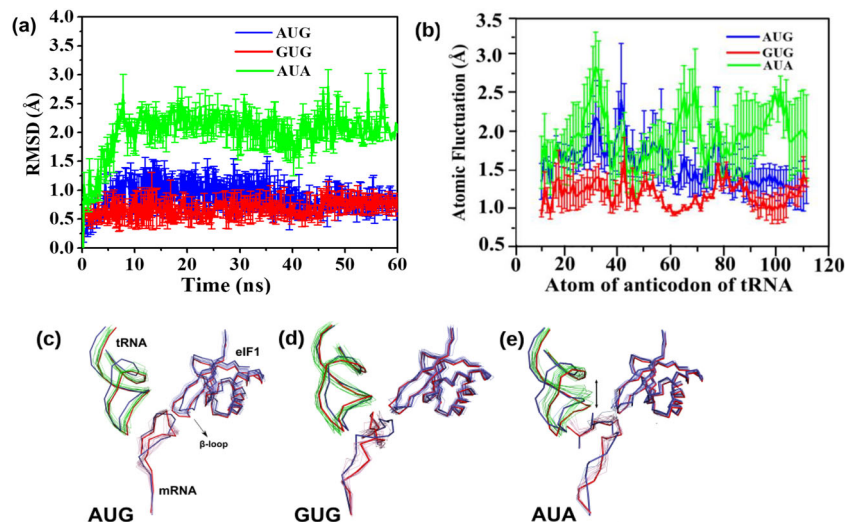 (a)
AUG
GUG
AUA
RMSD (Å)
4.0
3.5
3.0
2.5
2.0
1.5
1.0
0.5
0.0
0 10 20 30 40 50 60
Time (ns)
(b)
AUG
GUG
AUA
Atomic Fluctuation (Å)
3.5
3.0
2.5
2.0
1.5
1.0
0.5
0 20 40 60 80 100 120
Atom of anticodon of tRNA
(c)
tRNA
eIF1
β-loop
mRNA
AUG
(d)
GUG
(e)
AUA